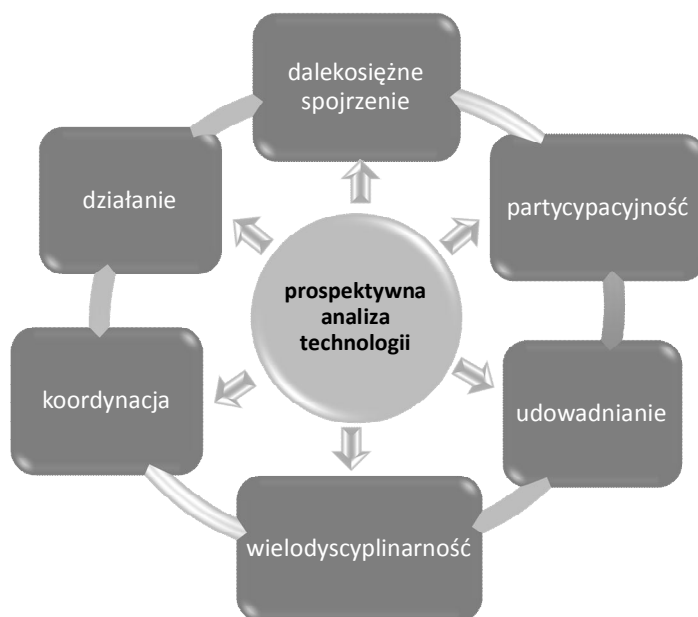 dalekosiężne
spojrzenie
działanie
partycypacyjność
prospektywna
analiza
technologii
koordynacja
udowadnianie
wielodyscyplinarność